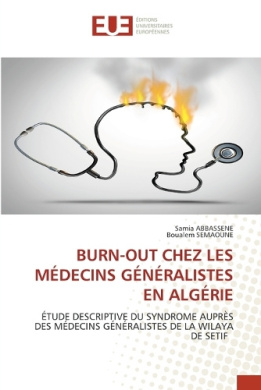 EUE
ÉDITIONS
UNIVERSITAIRES
EUROPÉENNES
Samia ABBASSENE
Boualem SEMAOUNE
BURN-OUT CHEZ LES
MÉDECINS GÉNÉRALISTES
EN ALGÉRIE
ÉTUDE DESCRIPTIVE DU SYNDROME AUPRÈS
DES MÉDECINS GÉNÉRALISTES DE LA WILAYA
DE SETIF